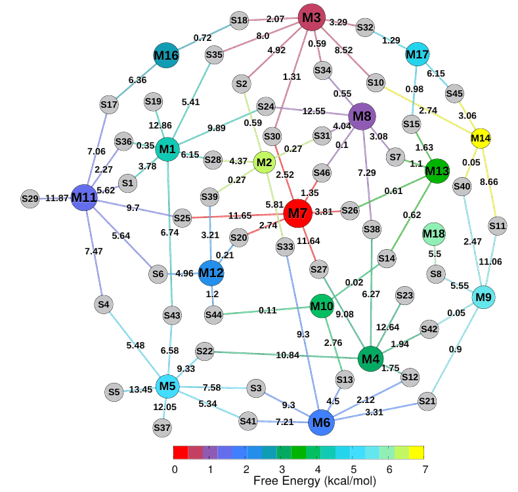 S18 2.07 M3 3.29 S32
0.72 8.0 1.29
M16 S35 4.92 0.59 8.52 M17
6.36 S2 1.31 S34 S10 6.15
S17 S19 5.41 0.59 S24 12.55 0.55 0.98 2.74 S45
12.86 9.89 S30 4.04 M8 S15 3.06
7.06 S36 0.35 M1 6.15 S28 4.37 M2 0.27 S31 0.1 3.08 1.63 M14
2.27 3.78 2.52 S46 S7 1.1 M13 0.05
S29 11.87 M11 5.62 S1 S39 0.27 1.35 7.29 0.61 S40 8.66
9.7 S25 11.65 5.81 M7 3.81 S26 0.62 S11
5.64 6.74 3.21 S20 2.74 S33 11.64 S38 M18 2.47
7.47 S6 4.96 M12 0.21 S27 0.02 S14 5.5 S8 11.06
S4 1.2 6.27 S23 5.55 M9
S43 S44 0.11 M10 9.08 12.64 S42 0.05
5.48 6.58 S22 9.3 2.76 1.94
9.33 10.84 M4 1.75 0.9
S5 13.45 M5 7.58 S3 S13 S12
12.05 5.34 9.3 4.5 2.12 S21
S37 S41 7.21 M6 3.31
0 1 2 3 4 5 6 7
Free Energy (kcal/mol)